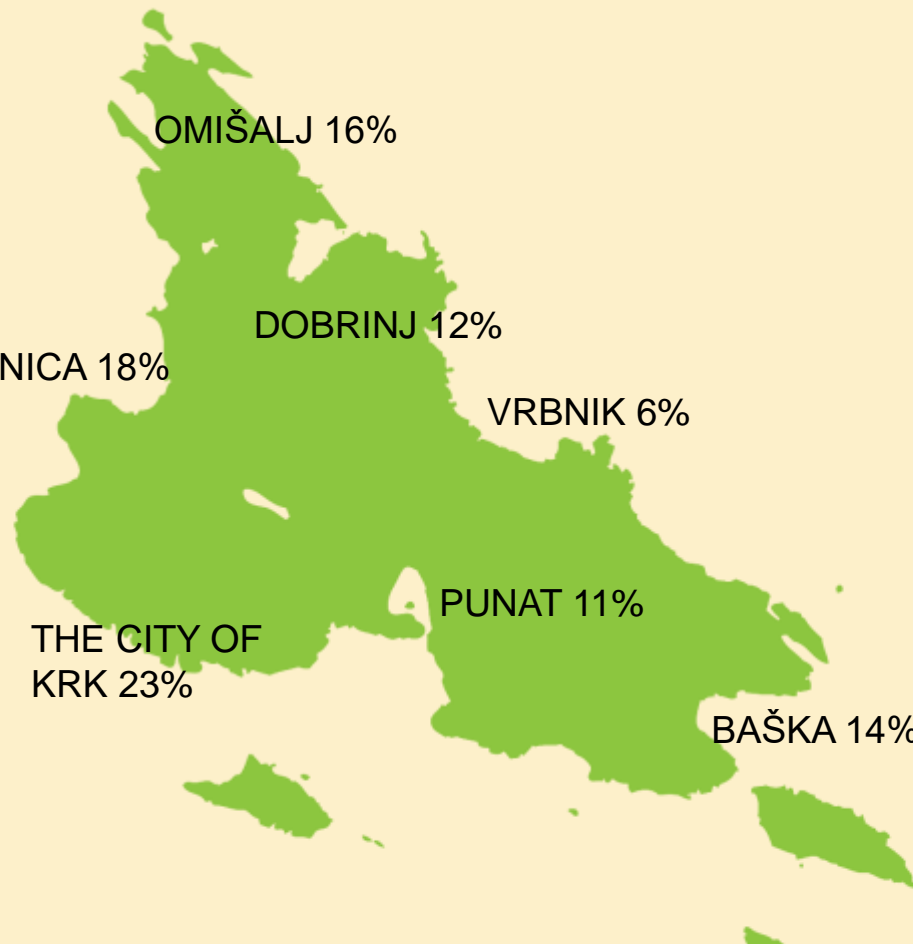 OMIŠALJ 16%
DOBRINJ 12%
NICA 18%
VRBNIK 6%
PUNAT 11%
THE CITY OF
KRK 23%
BAŠKA 14%